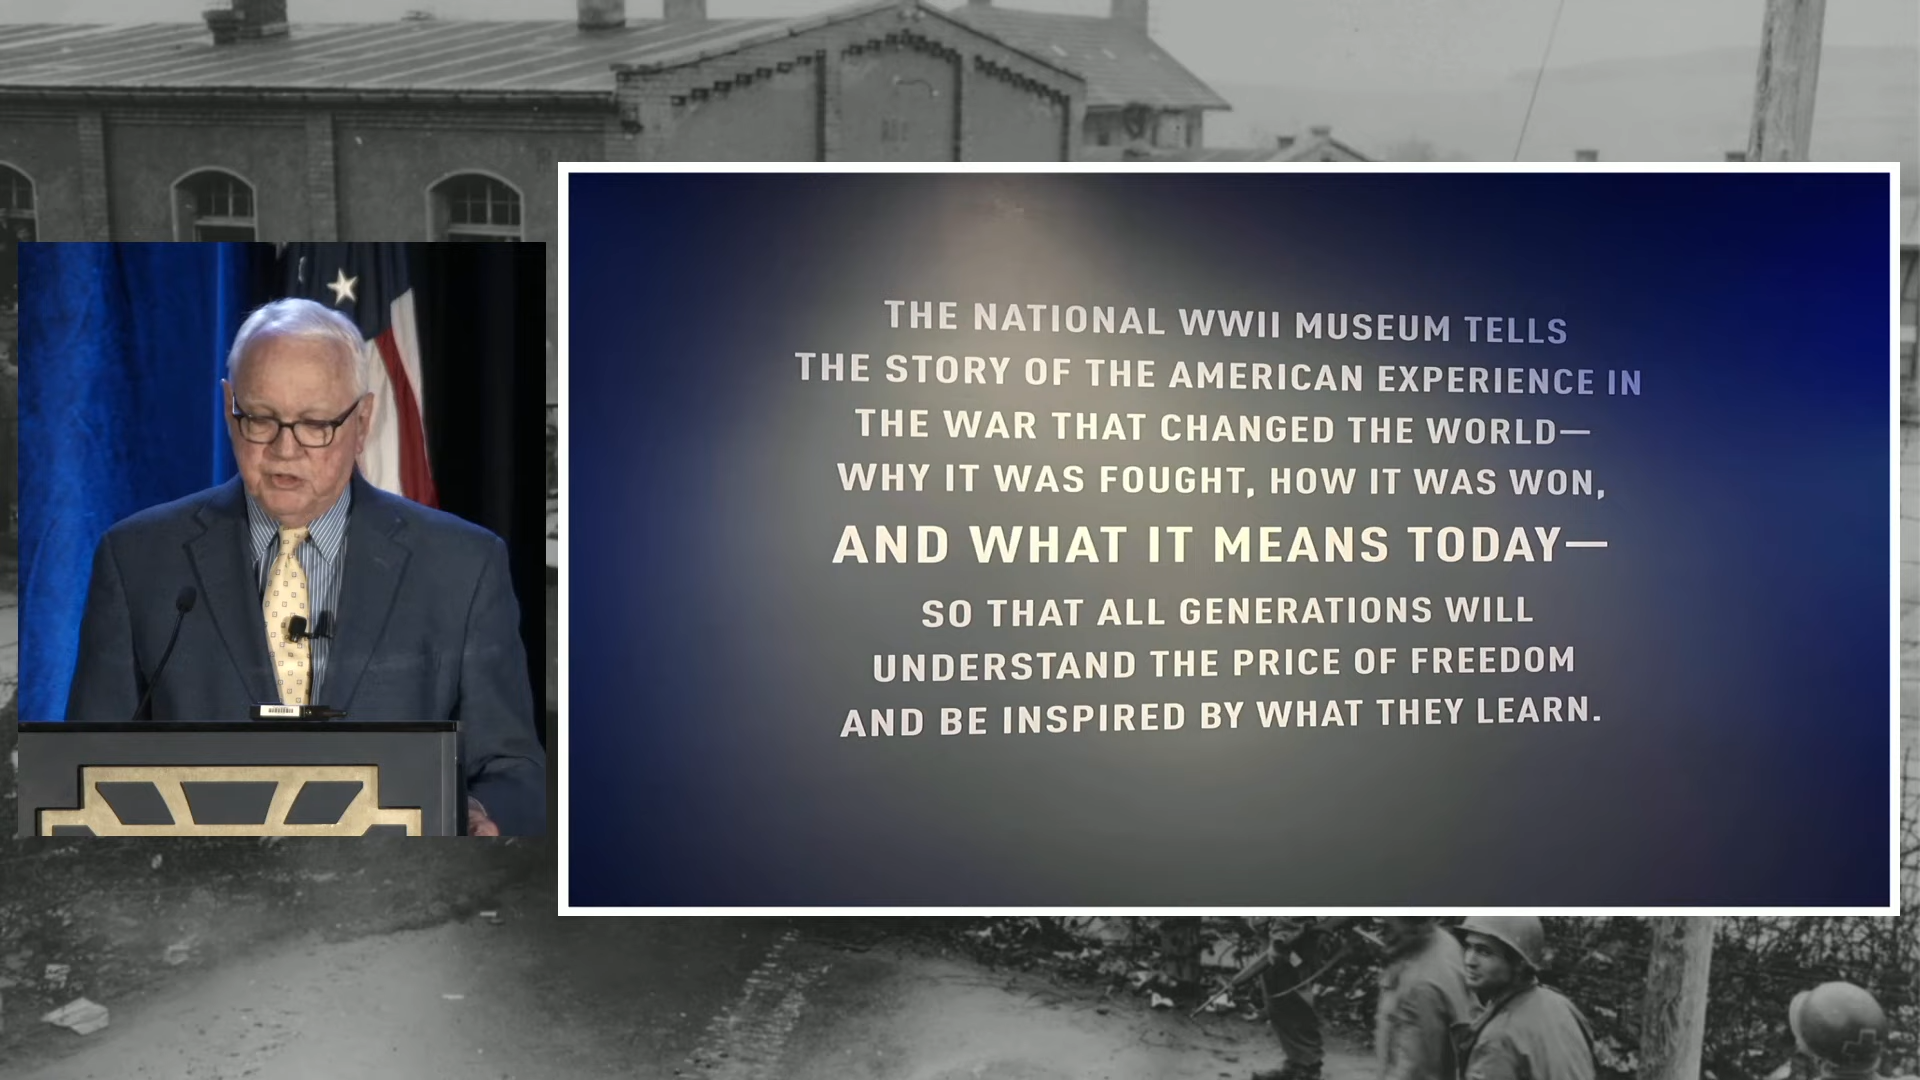 THE NATIONAL WWII MUSEUM TELLS
THE STORY OF THE AMERICAN EXPERIENCE IN
THE WAR THAT CHANGED THE WORLD—
WHY IT WAS FOUGHT, HOW IT WAS WON,
AND WHAT IT MEANS TODAY—
SO THAT ALL GENERATIONS WILL
UNDERSTAND THE PRICE OF FREEDOM
AND BE INSPIRED BY WHAT THEY LEARN.